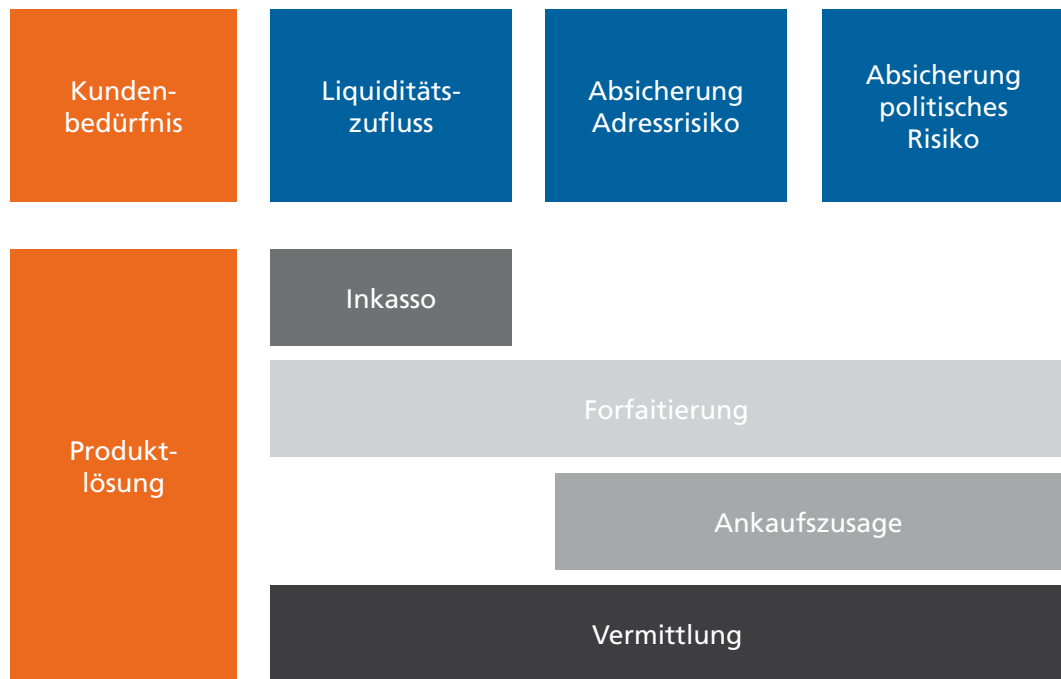 Kunden-
bedürfnis
Liquiditäts-
zufluss
Absicherung
Adressrisiko
Absicherung
politisches
Risiko
Produkt-
lösung
Inkasso
Forfaitierung
Ankaufszusage
Vermittlung